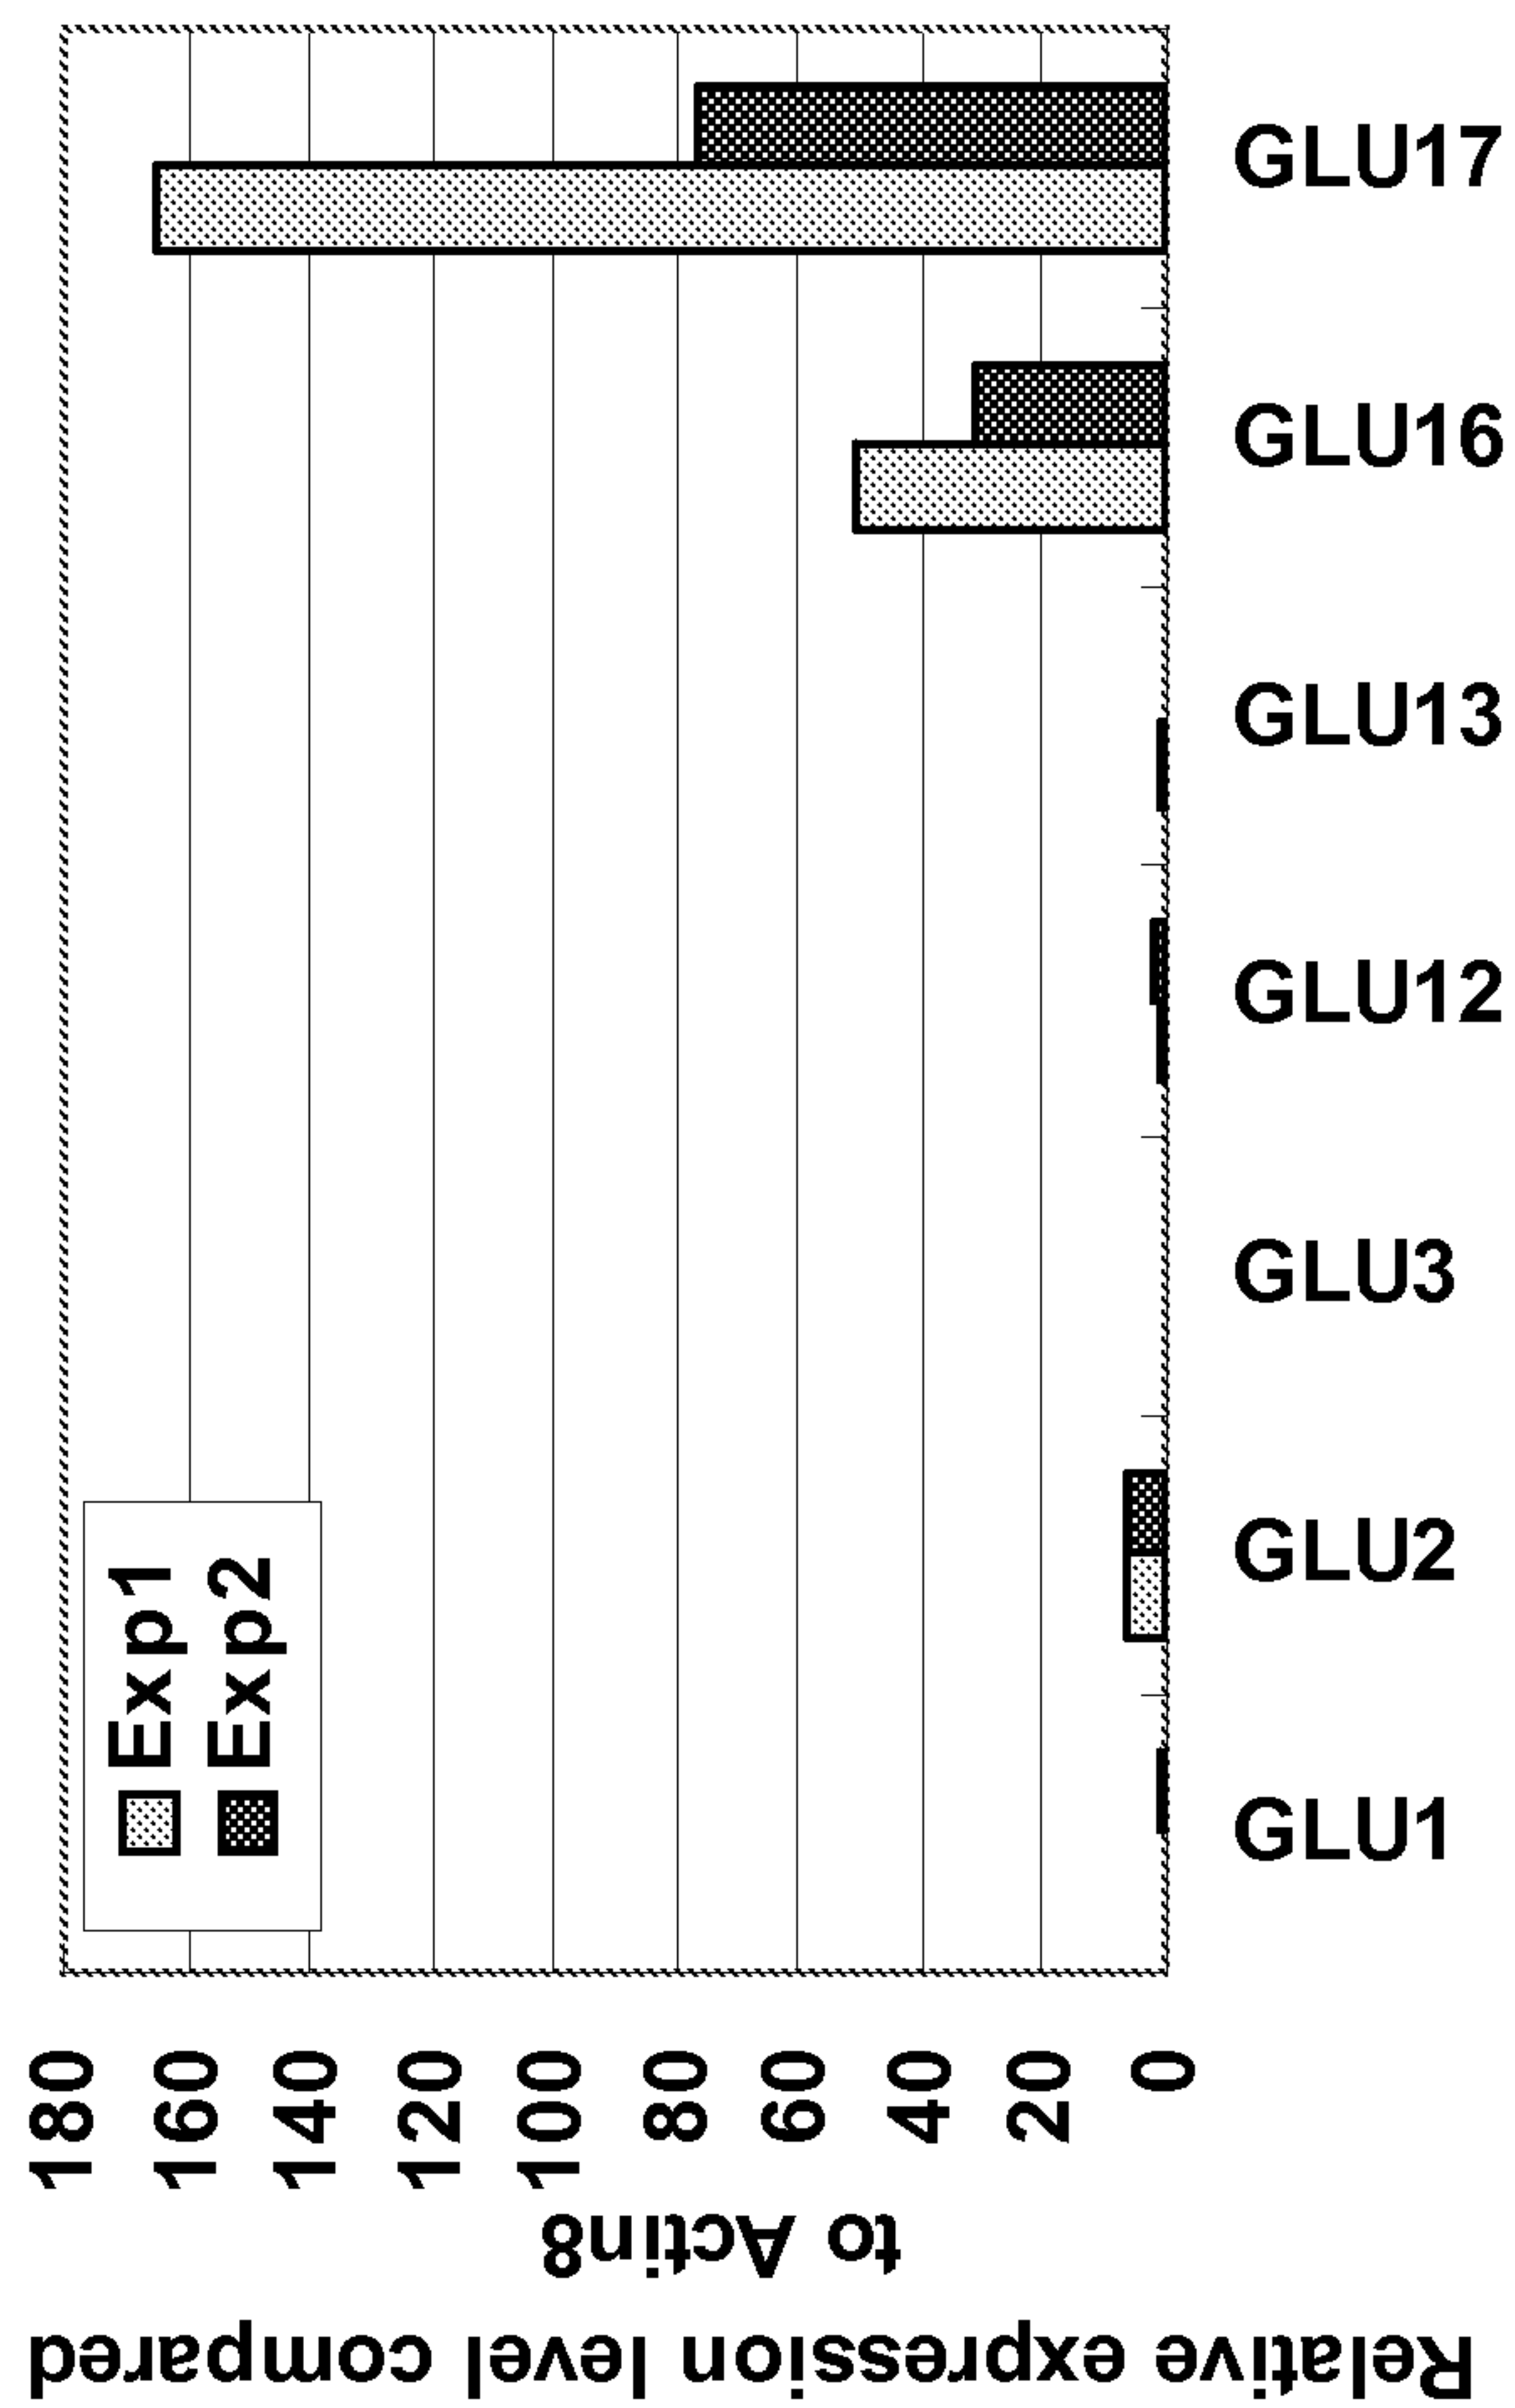 Relative expression level compared
to Actin8
180
160
140
120
100
80
60
40
20
0
Exp1
Exp2
GLU1
GLU2
GLU3
GLU12
GLU13
GLU16
GLU17